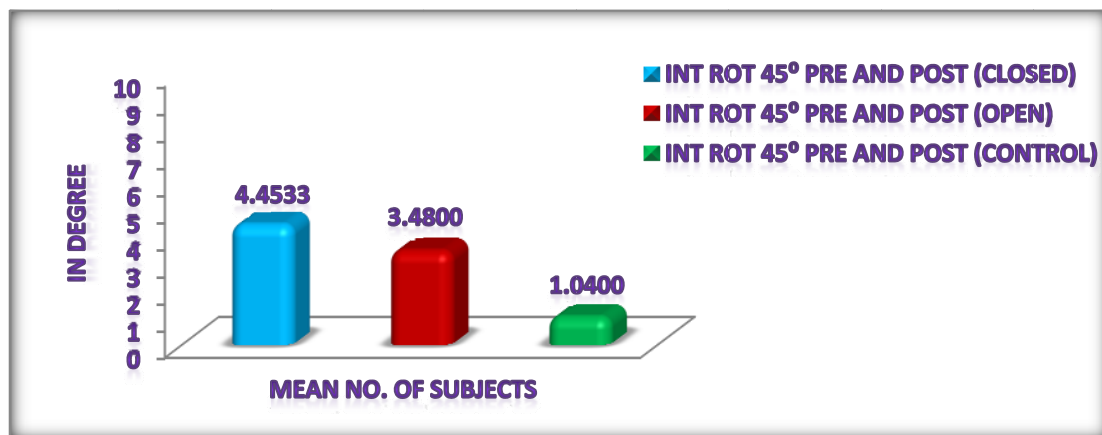 INT ROT 45⁰ PRE AND POST (CLOSED)
INT ROT 45⁰ PRE AND POST (OPEN)
INT ROT 45⁰ PRE AND POST (CONTROL)
10
9
8
7
6
5
4
3
2
1
0
IN DEGREE
4.4533
3.4800
1.0400
MEAN NO. OF SUBJECTS